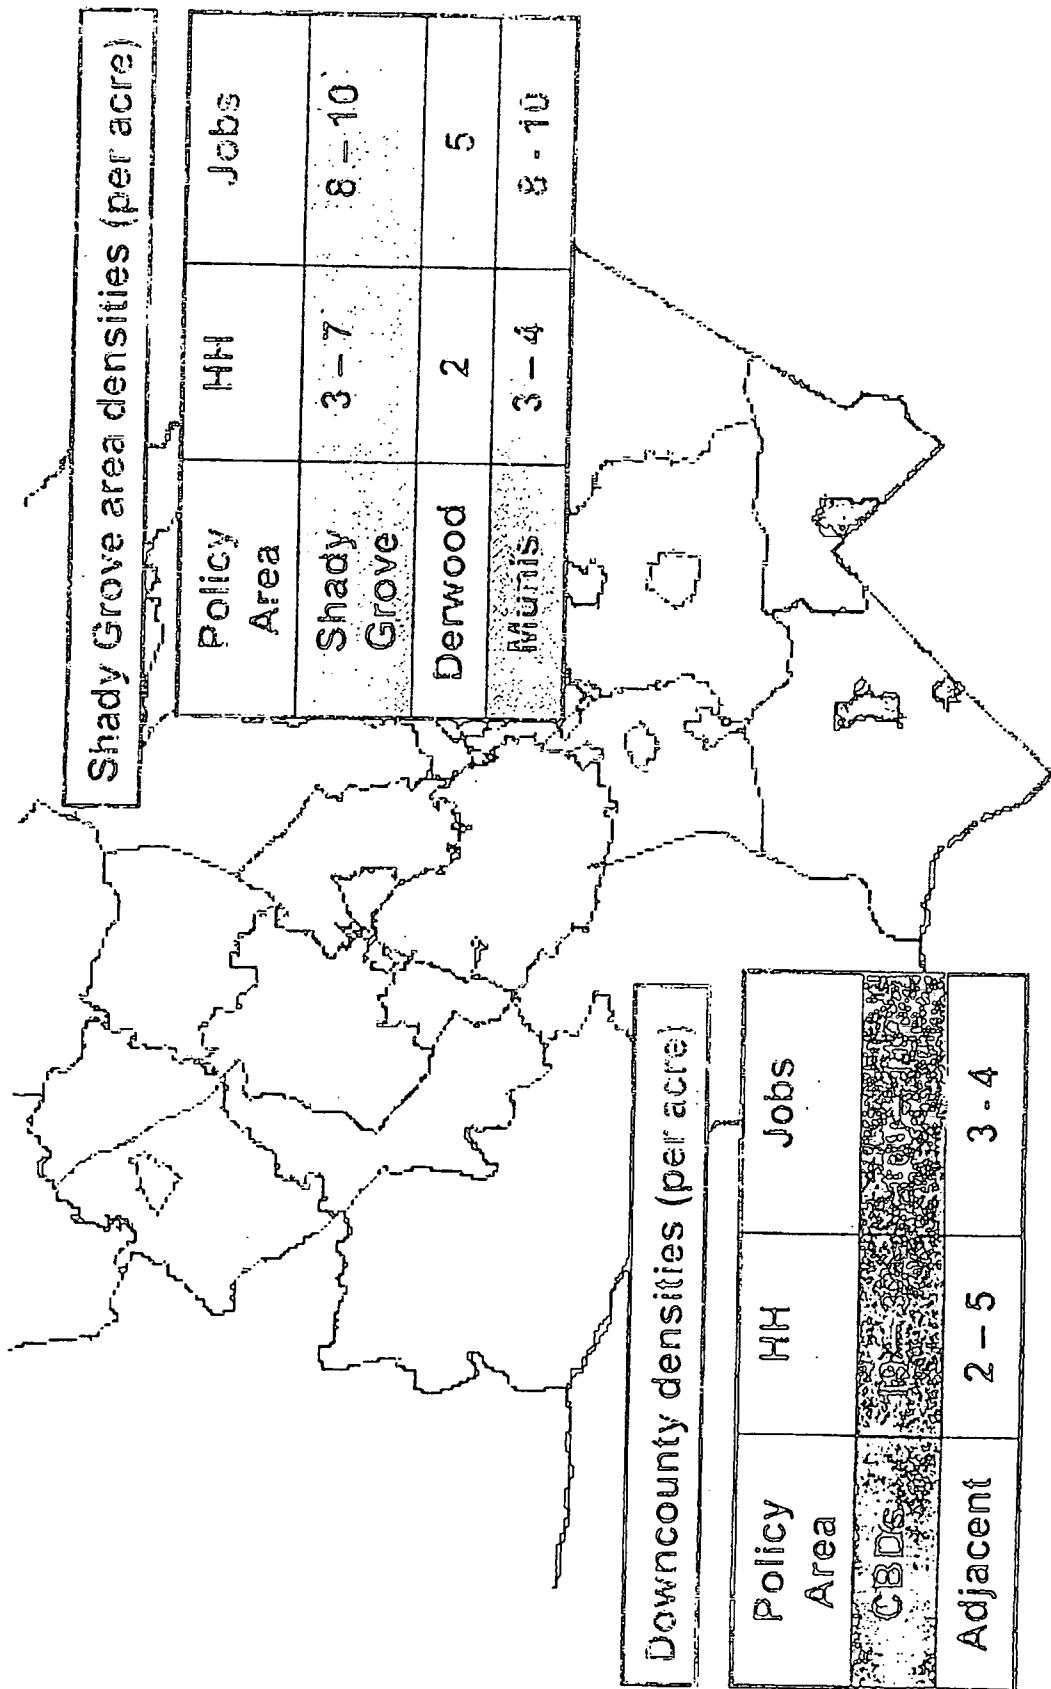 Shady Grove area densities (per acre)
Policy Area HH Jobs
Shady Grove 3 – 7 8 – 10
Derwood 2 5
Munis 3 – 4 8 - 10
Downcounty densities (per acre)
Policy Area HH Jobs
CBDs
Adjacent 2 – 5 3 - 4